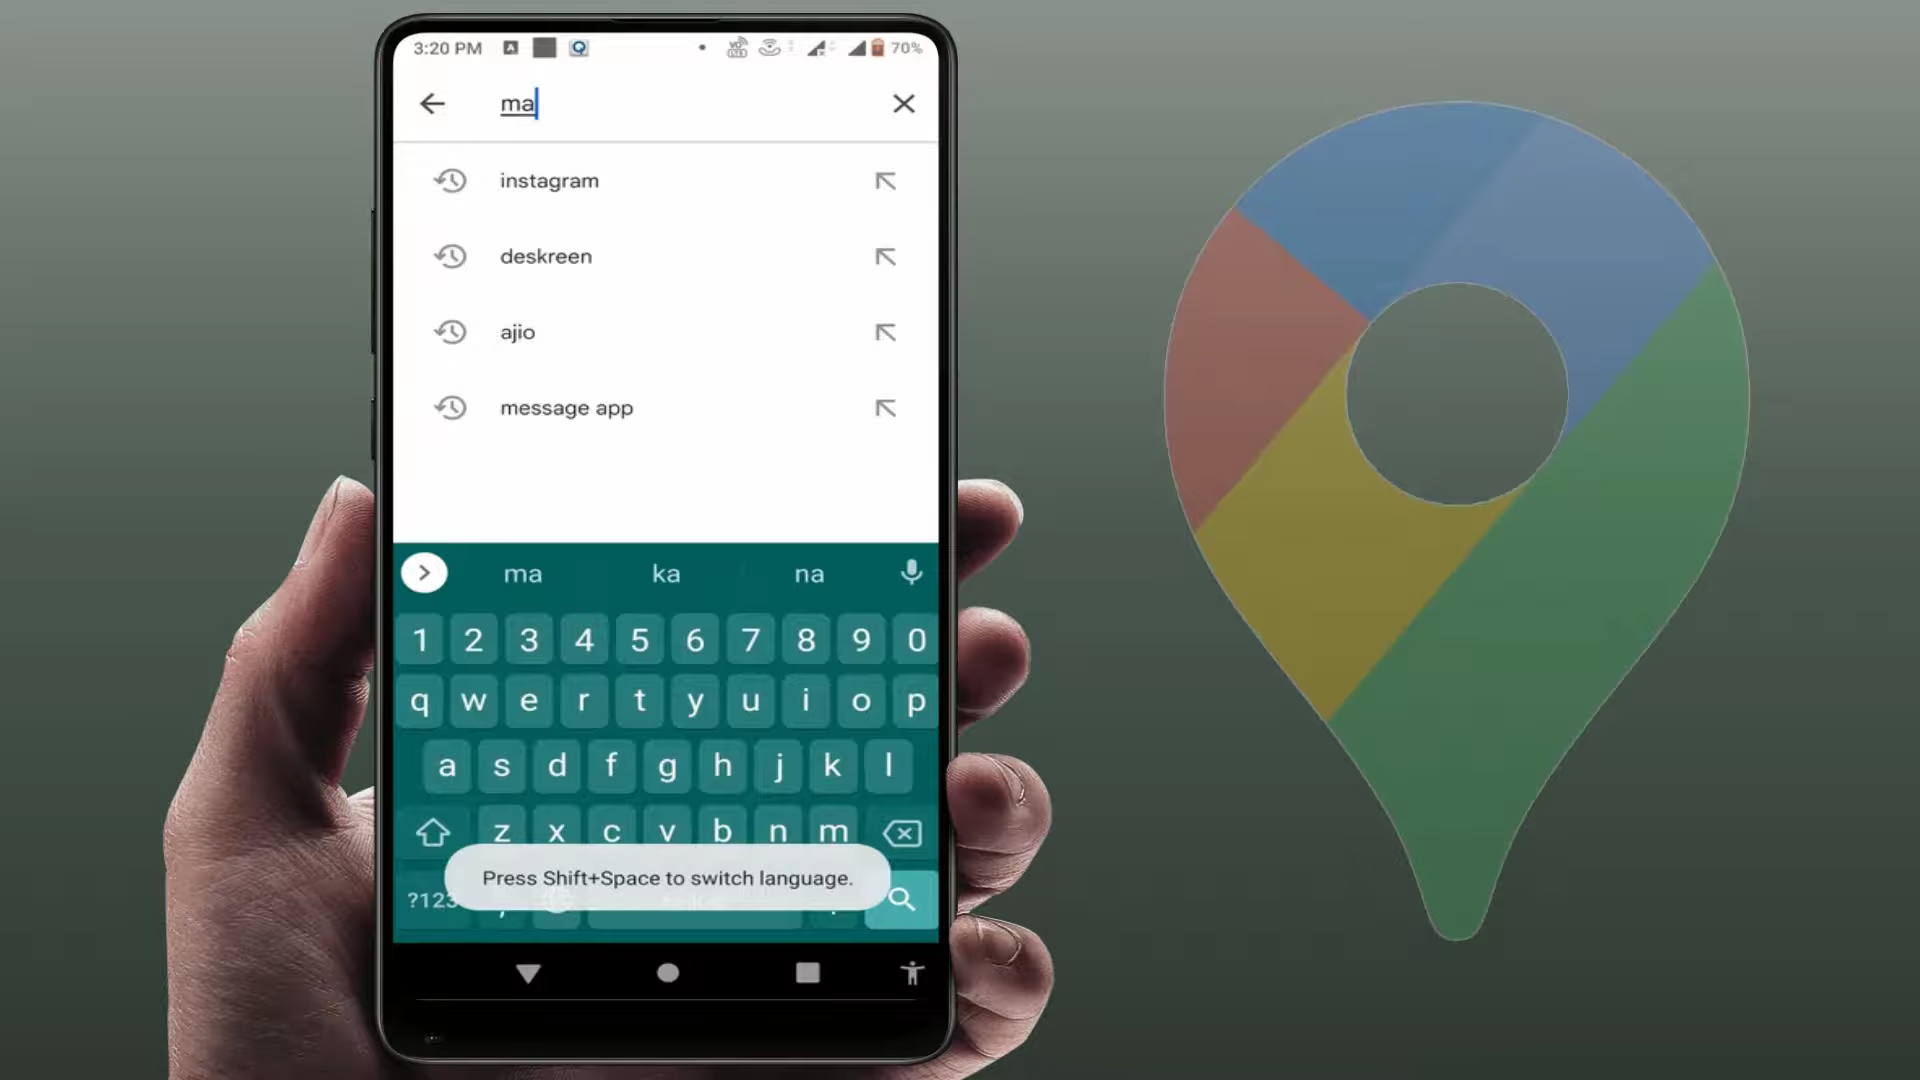 3:20 PM 70%
ma
instagram
deskreen
ajio
message app
ma ka na
1 2 3 4 5 6 7 8 9 0
q w e r t y u i o p
a s d f g h j k l
z x c v b n m
Press Shift+Space to switch language.
?123 , .